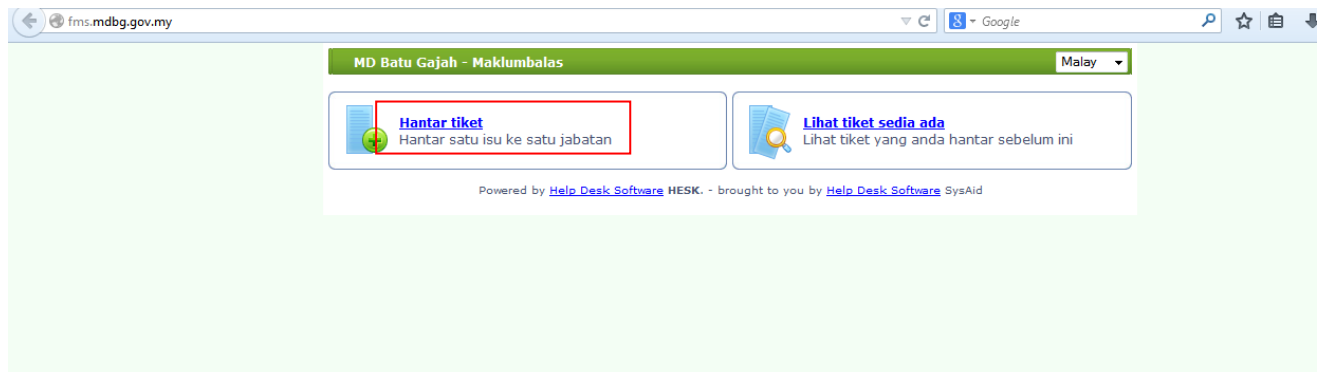 fms.mdbg.gov.my
Google
MD Batu Gajah - Maklumbalas
Malay
Hantar tiket
Hantar satu isu ke satu jabatan
Lihat tiket sedia ada
Lihat tiket yang anda hantar sebelum ini
Powered by Help Desk Software HESK. - brought to you by Help Desk Software SysAid